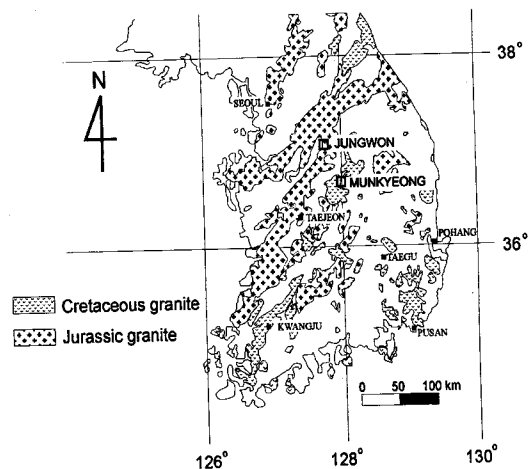 38°
N
SEOUL
JUNGWON
MUNKYEONG
TAEJEON
POHANG
36°
TAEGU
Cretaceous granite
Jurassic granite
KWANGJU
PUSAN
0 50 100 km
126° 128° 130°